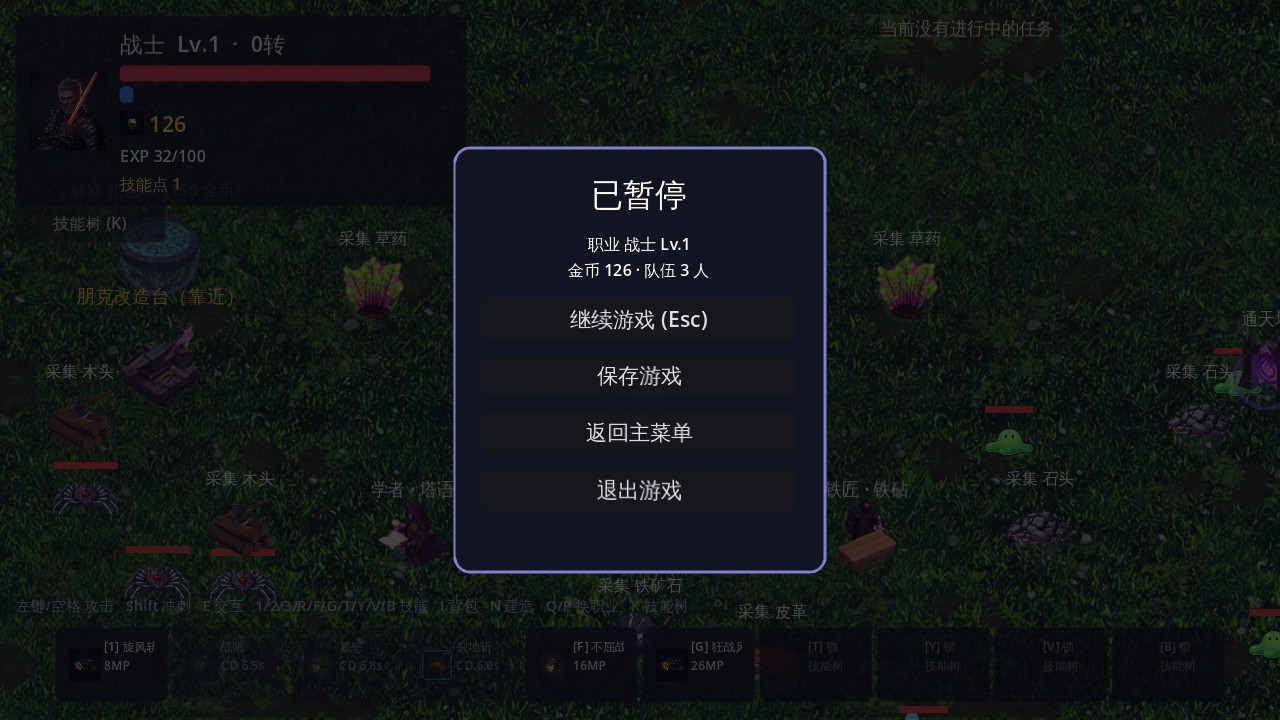 战士 Lv.1 · 0转
当前没有进行中的任务
126
EXP 32/100
技能点 1
技能树 (K)
采集 草药
采集 草药
朋克改造台（靠近）
通天
采集 木头
采集 石头
采集 木头
采集 石头
学者 · 塔语
铁匠 · 铁砧
已暂停
职业 战士 Lv.1
金币 126 · 队伍 3 人
继续游戏 (Esc)
保存游戏
返回主菜单
退出游戏
采集 铁矿石
采集 皮革
左键/空格 攻击 Shift 冲刺 E 交互 1/2/3/R/F/G/T/Y/V/B 技能 I 背包 N 建造 Q/P 换职业 K 技能树
[1] 旋风斩
8MP
战吼
CD 6.5s
CD 6.8s
裂地斩
CD 6.0s
[F] 不屈战
16MP
[G] 狂战
26MP
[T] 锁
技能树
[Y] 锁
技能树
[V] 锁
技能树
[B] 锁
技能树